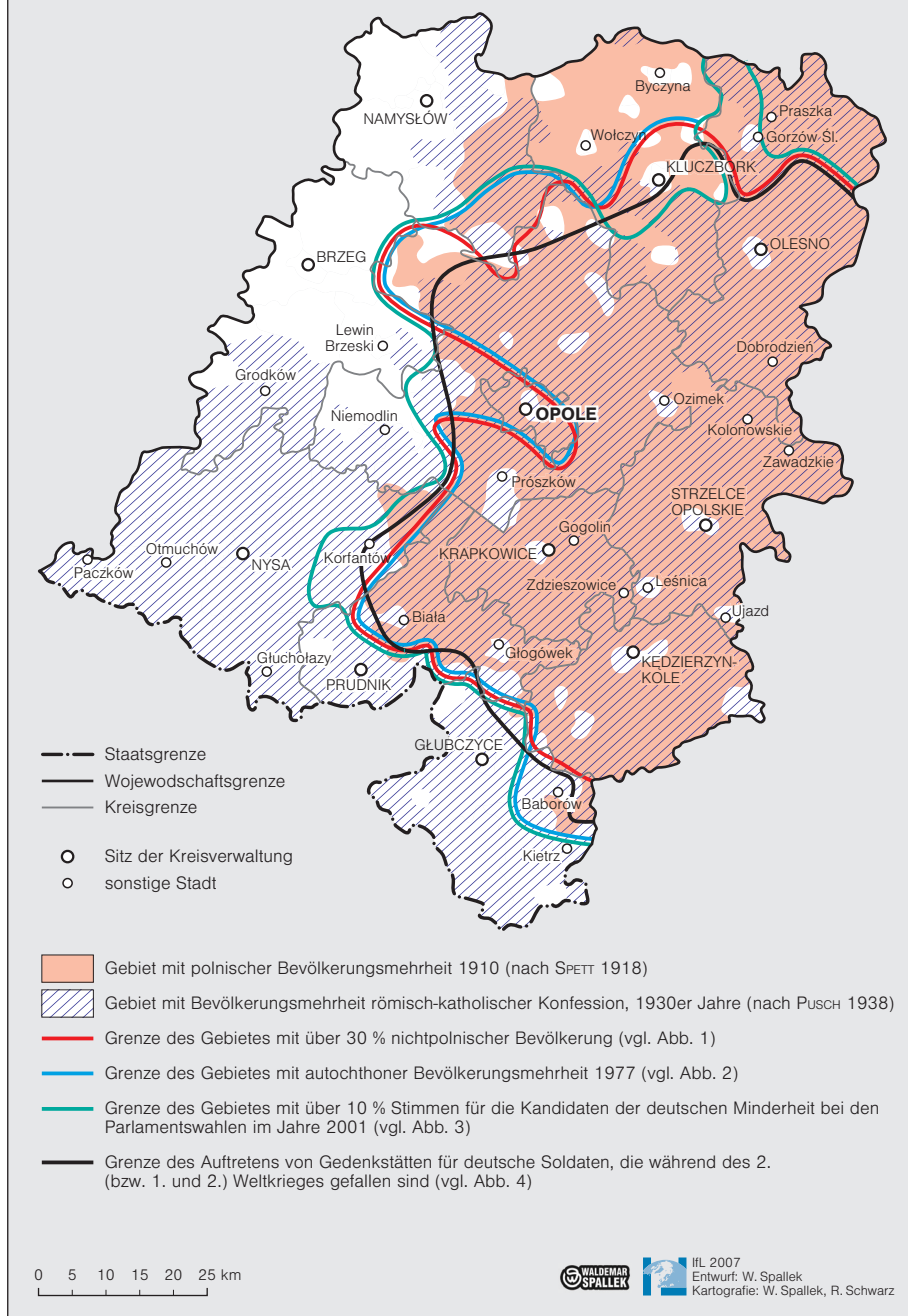 Byczyna
Praszka
NAMYSŁÓW
Gorzów Śl.
Wołczyn
KLUCZBORK
OLESNO
BRZEG
Lewin
Brzeski
Dobrodzień
Grodków
Ozimek
OPOLE
Niemodlin
Kolonowskie
Zawadzkie
Prószków
STRZELCE
OPOLSKIE
Gogolin
Otmuchów
KRAPKOWICE
Korfantów
NYSA
Paczków
Zdzieszowice
Leśnica
Ujazd
Biała
Głogówek
Głuchołazy
KĘDZIERZYN-
KOLE
PRUDNIK
GŁUBCZYCE
Baborów
Kietrz
Staatsgrenze
Wojewodschaftsgrenze
Kreisgrenze
Sitz der Kreisverwaltung
sonstige Stadt
Gebiet mit polnischer Bevölkerungsmehrheit 1910 (nach SPETT 1918)
Gebiet mit Bevölkerungsmehrheit römisch-katholischer Konfession, 1930er Jahre (nach PUSCH 1938)
Grenze des Gebietes mit über 30 % nichtpolnischer Bevölkerung (vgl. Abb. 1)
Grenze des Gebietes mit autochthoner Bevölkerungsmehrheit 1977 (vgl. Abb. 2)
Grenze des Gebietes mit über 10 % Stimmen für die Kandidaten der deutschen Minderheit bei den
Parlamentswahlen im Jahre 2001 (vgl. Abb. 3)
Grenze des Auftretens von Gedenkstätten für deutsche Soldaten, die während des 2.
(bzw. 1. und 2.) Weltkrieges gefallen sind (vgl. Abb. 4)
0 5 10 15 20 25 km
WALDEMAR
SPALLEK
IfL 2007
Entwurf: W. Spallek
Kartografie: W. Spallek, R. Schwarz